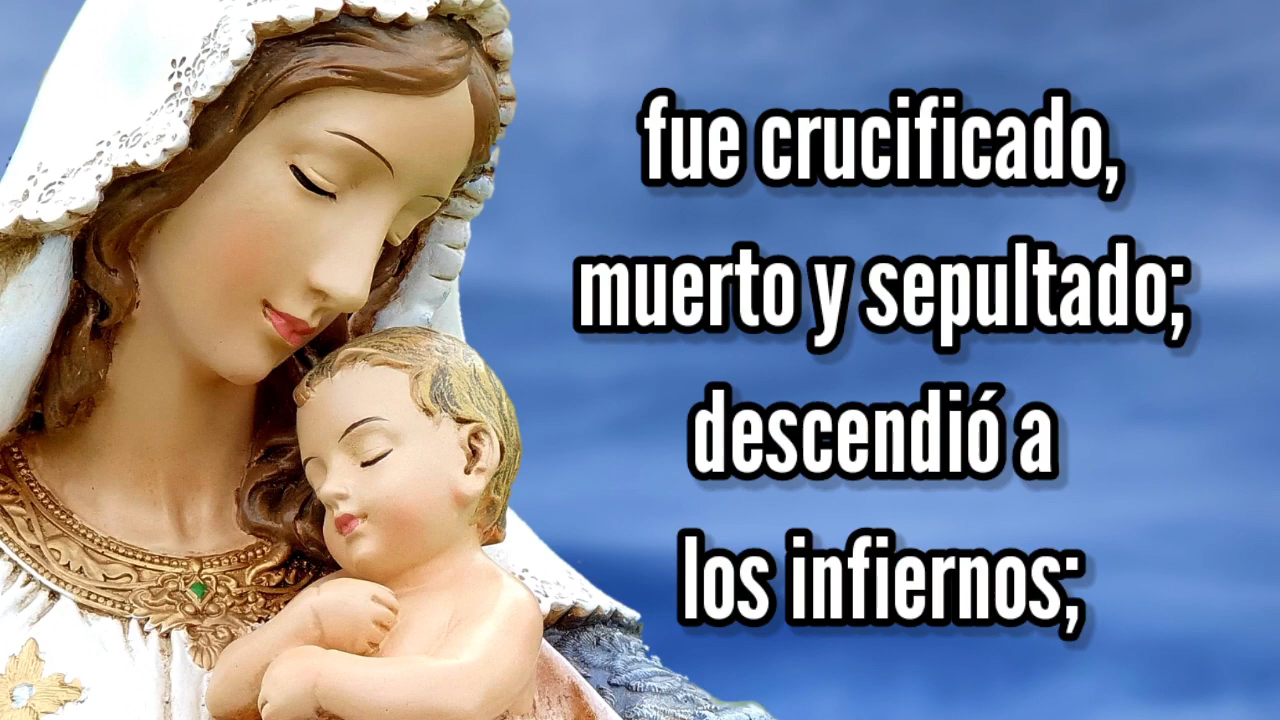 fue crucificado,
muerto y sepultado;
descendió a
los infiernos;